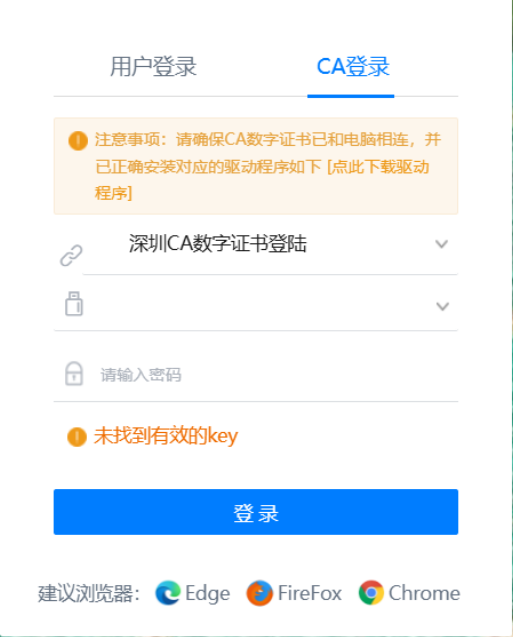 用户登录 CA登录
注意事项：请确保CA数字证书已和电脑相连，并
已正确安装对应的驱动程序如下 [点此下载驱动
程序]
深圳CA数字证书登陆
请输入密码
未找到有效的key
登录
建议浏览器： Edge FireFox Chrome